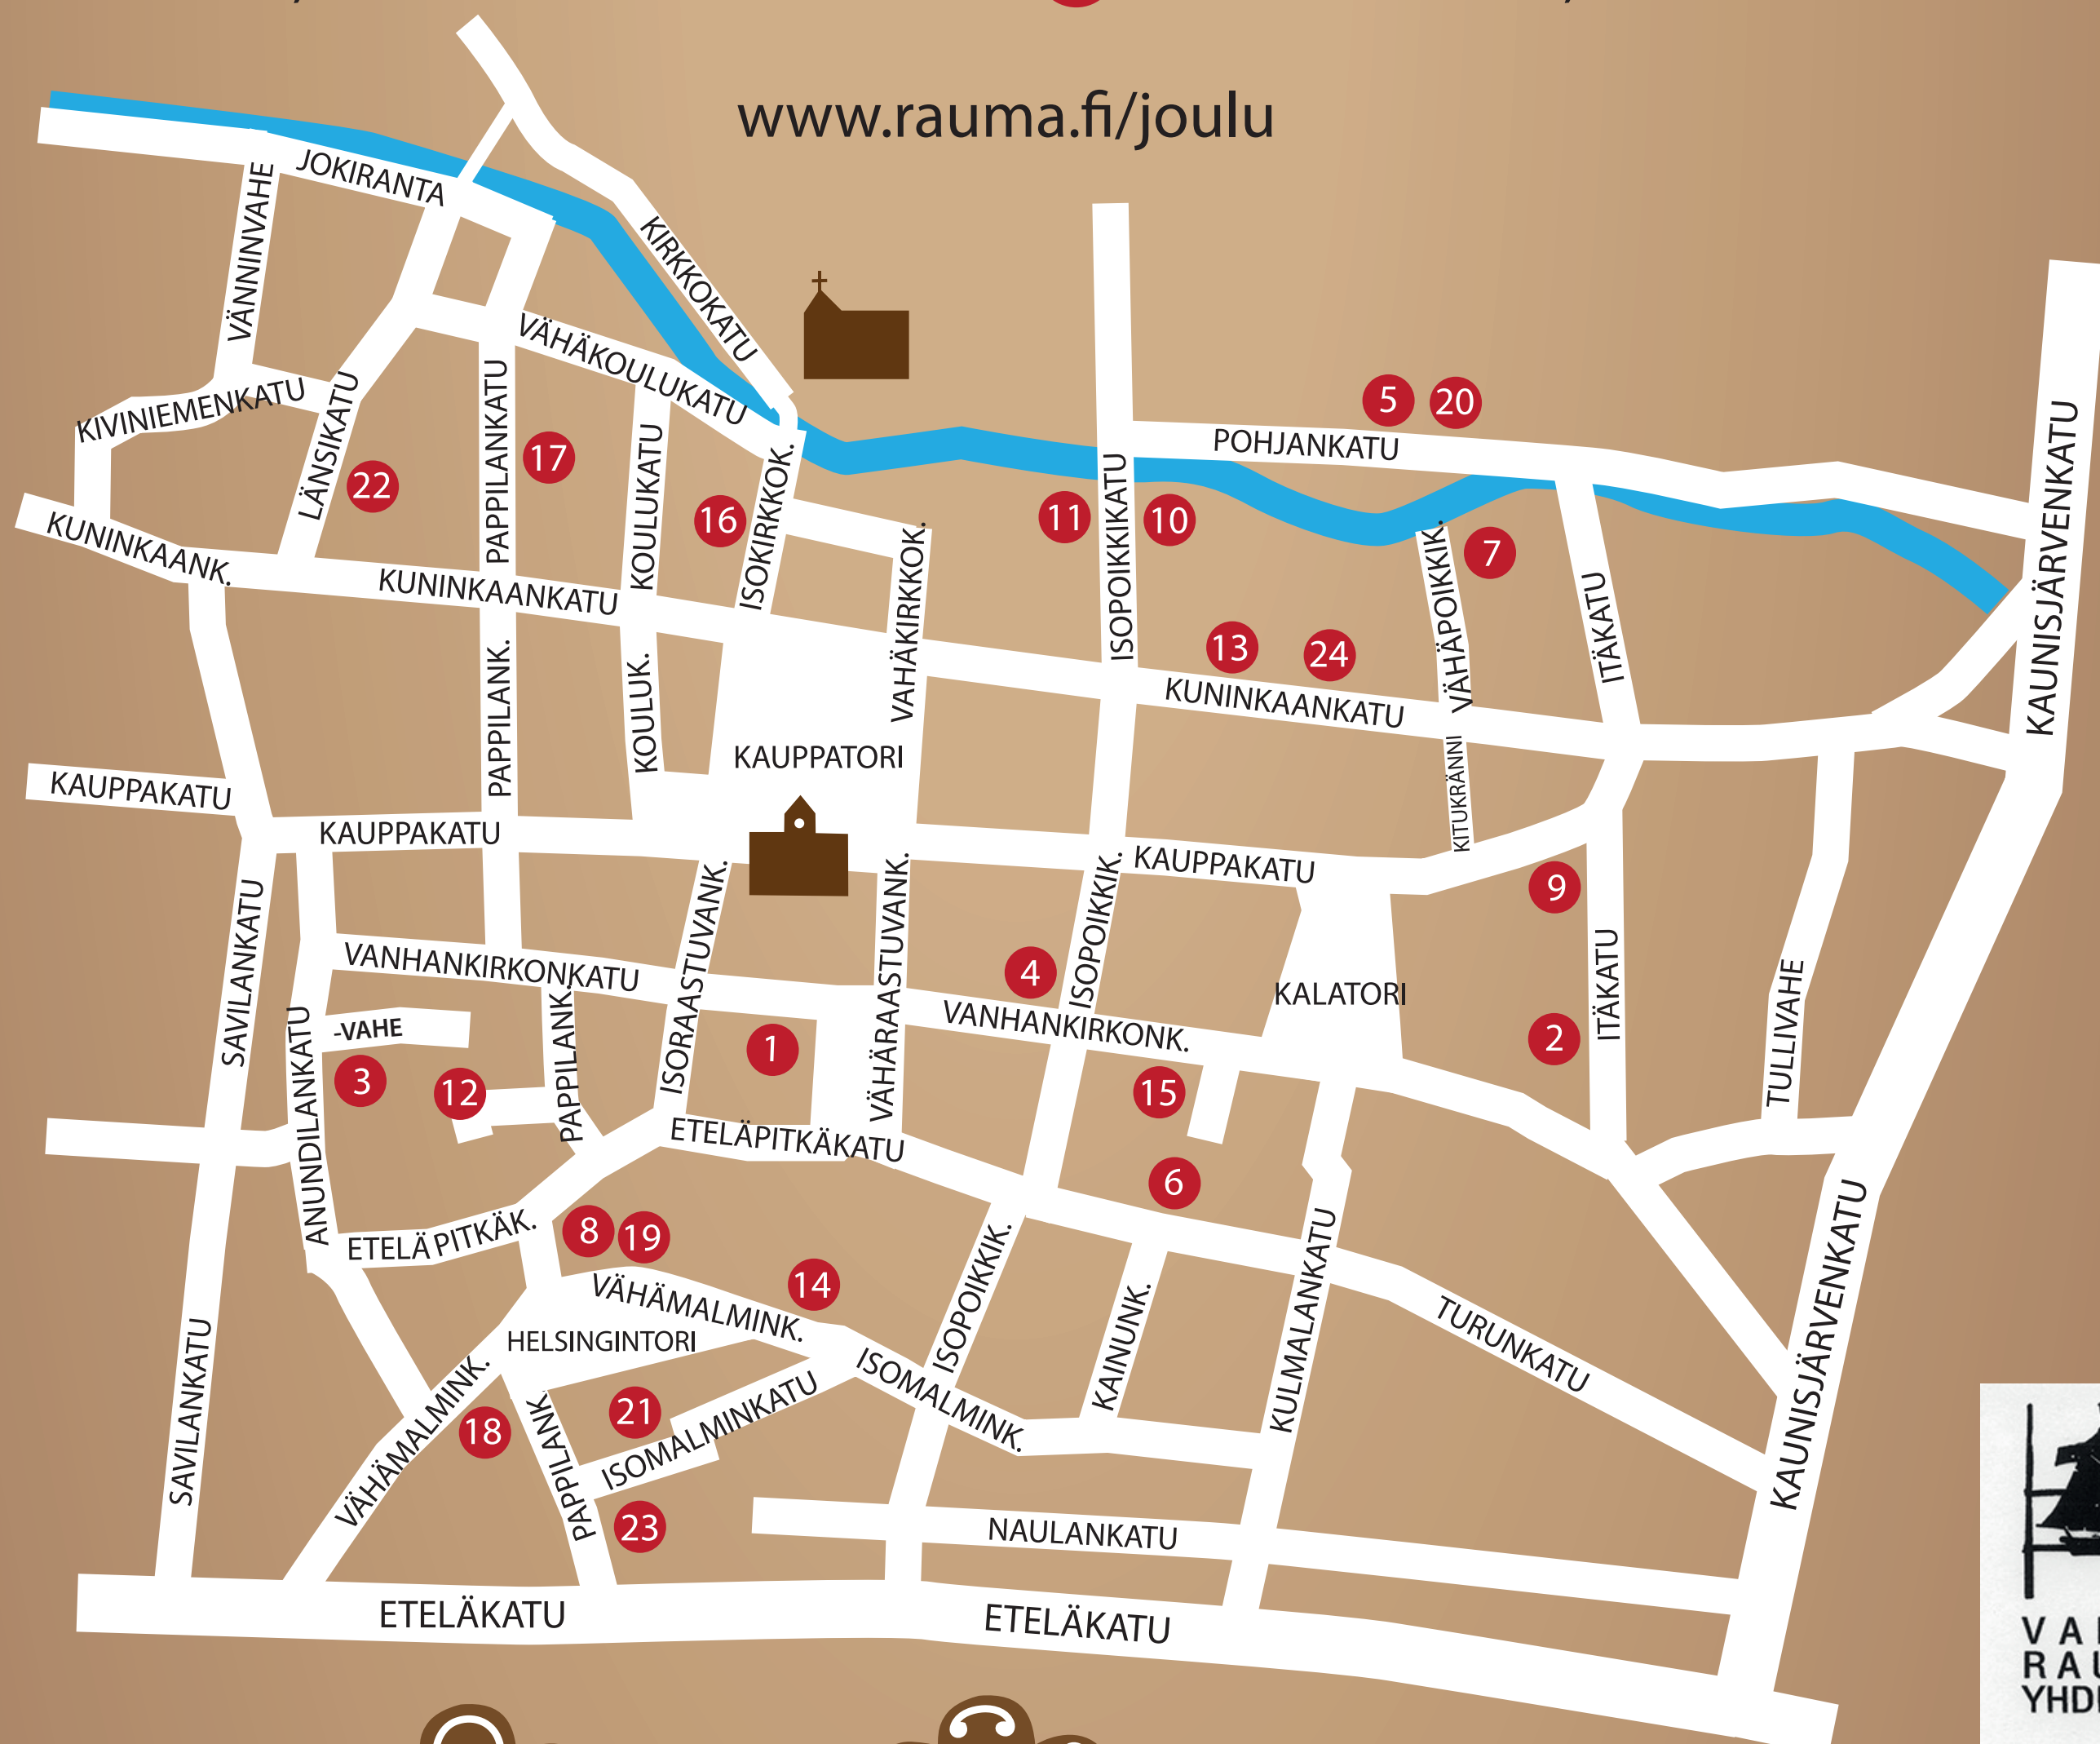 www.rauma.fi/joulu
JOKIRANTA
VÄNNINVAHE
KIRKKOKATU
VÄHÄKOULUKATU
KIVINIEMENKATU
LÄNSIKATU
PAPPILANKATU
KOULUKATU
ISOKIRKKOK.
VAHÄKIRKKOK.
ISOPOIKKIKATU
POHJANKATU
5
20
17
22
16
11
10
7
KUNINKAANK.
KUNINKAANKATU
VÄHÄPOIKKIK.
ITÄKATU
KAUNISJÄRVENKATU
13
24
KUNINKAANKATU
PAPPILANK.
KOULUK.
KAUPPATORI
KITUKRÄNNI
KAUPPAKATU
KAUPPAKATU
KAUPPAKATU
9
SAVILANKATU
ISORAASTUVANK.
VÄHÄRAASTUVANK.
ISOPOIKKIK.
VANHANKIRKONKATU
4
KALATORI
ITÄKATU
TULLIVAHE
VANHANKIRKONK.
-VAHE
1
2
3
12
15
ANUNDILANKATU
PAPPILANK.
ETELÄPITKÄKATU
6
ETELÄPITKÄK.
8
19
14
VÄHÄMALMINK.
HELSINGINTORI
ISOPOIKKIK.
KAINUNK.
KULMALANKATU
TURUNKATU
KAUNISJÄRVENKATU
SAVILANKATU
VÄHÄMALMINK.
18
PAPPILANK.
21
ISOMALMINKATU
ISOMALMINK.
23
NAULANKATU
ETELÄKATU
ETELÄKATU
VA
RAU
YHD